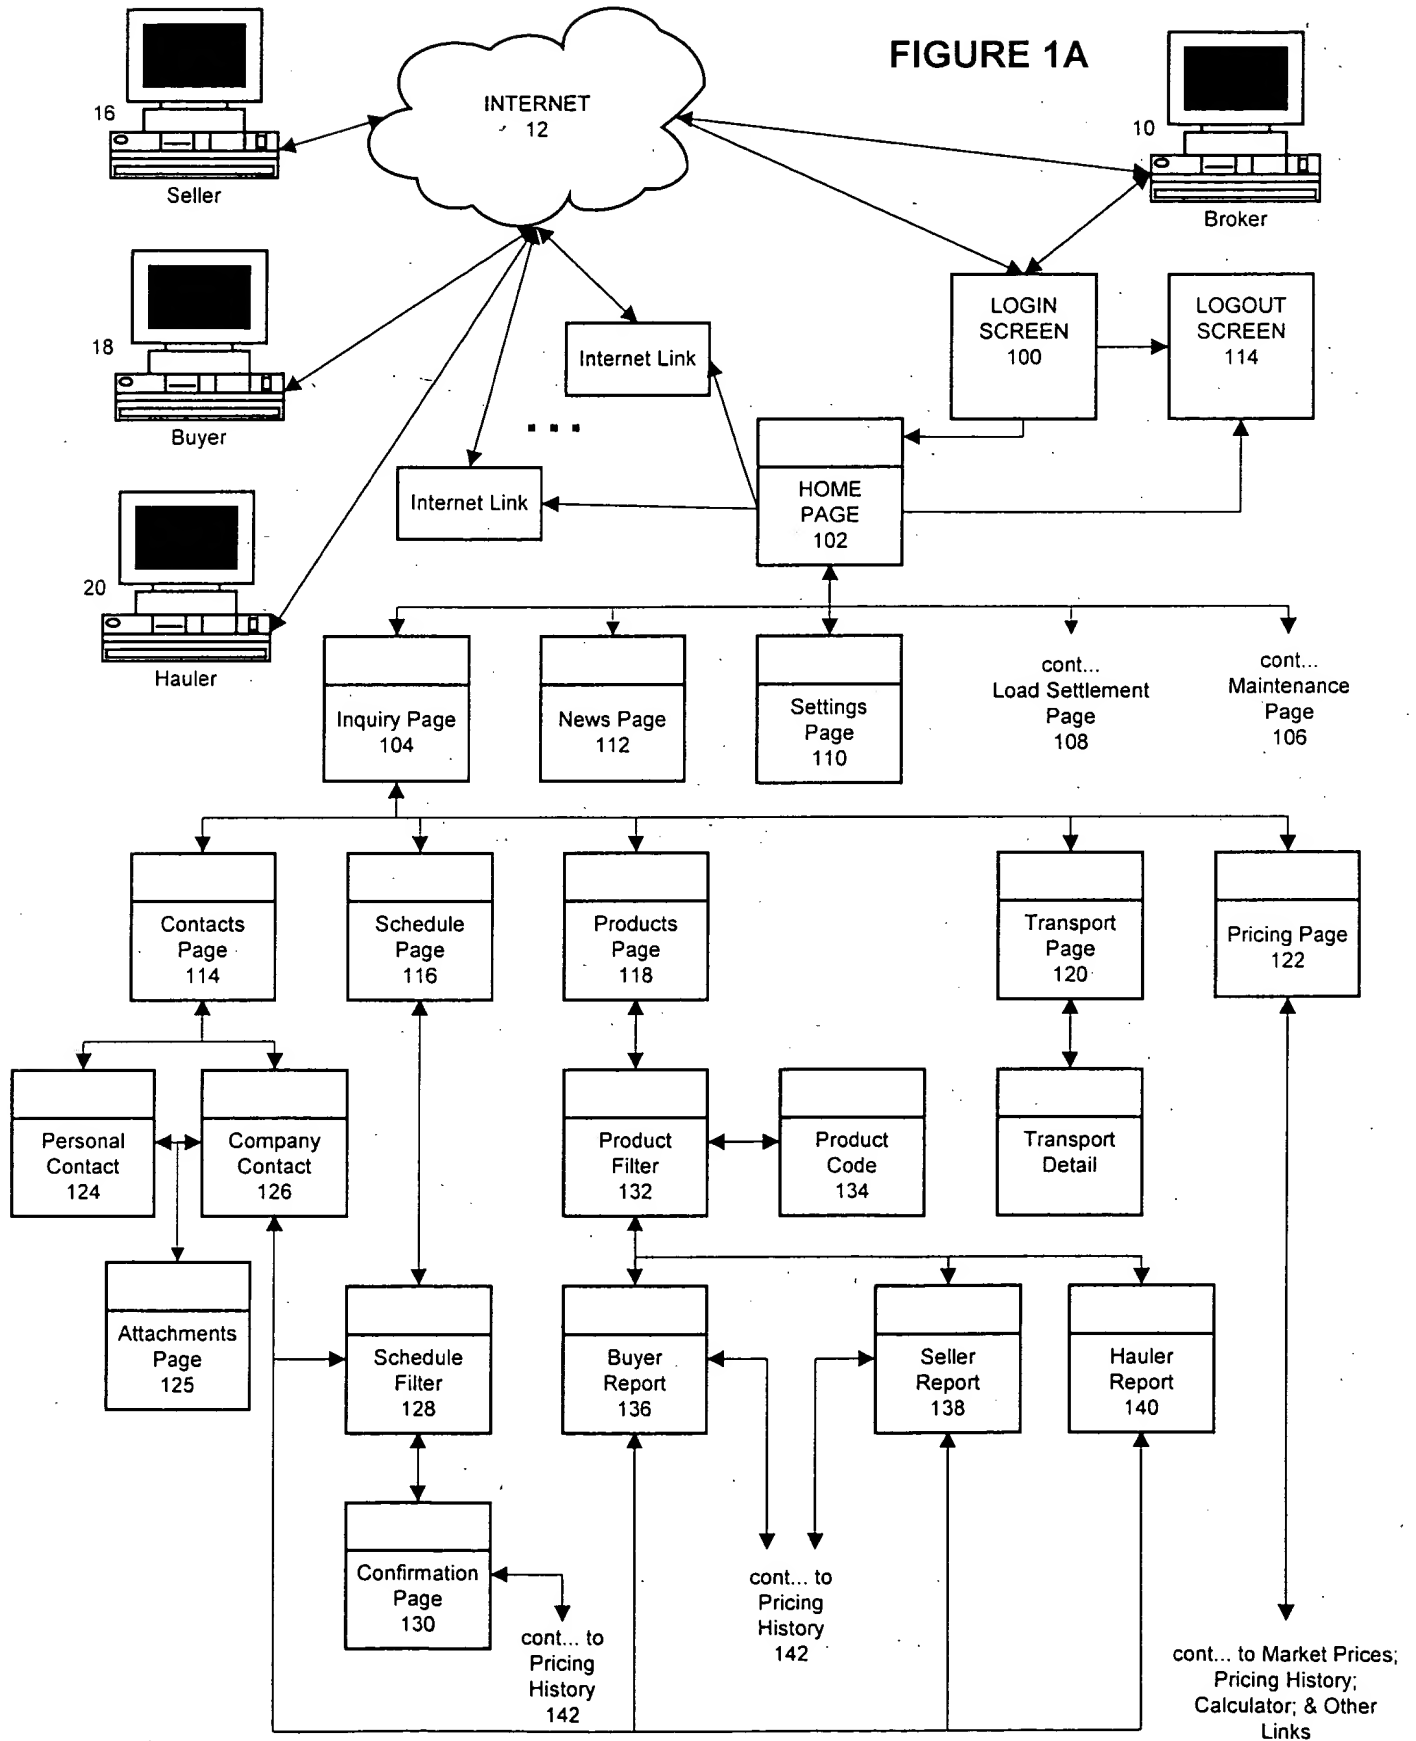 FIGURE 1A
INTERNET
12
16
Seller
10
Broker
18
Buyer
Internet Link
LOGIN
SCREEN
100
LOGOUT
SCREEN
114
Internet Link
HOME
PAGE
102
20
Hauler
Inquiry Page
104
News Page
112
Settings
Page
110
cont...
Load Settlement
Page
108
cont...
Maintenance
Page
106
Contacts
Page
114
Schedule
Page
116
Products
Page
118
Transport
Page
120
Pricing Page
122
Personal
Contact
124
Company
Contact
126
Product
Filter
132
Product
Code
134
Transport
Detail
Attachments
Page
125
Schedule
Filter
128
Buyer
Report
136
Seller
Report
138
Hauler
Report
140
Confirmation
Page
130
cont... to
Pricing
History
142
cont... to
Pricing
History
142
cont... to Market Prices;
Pricing History;
Calculator; & Other
Links